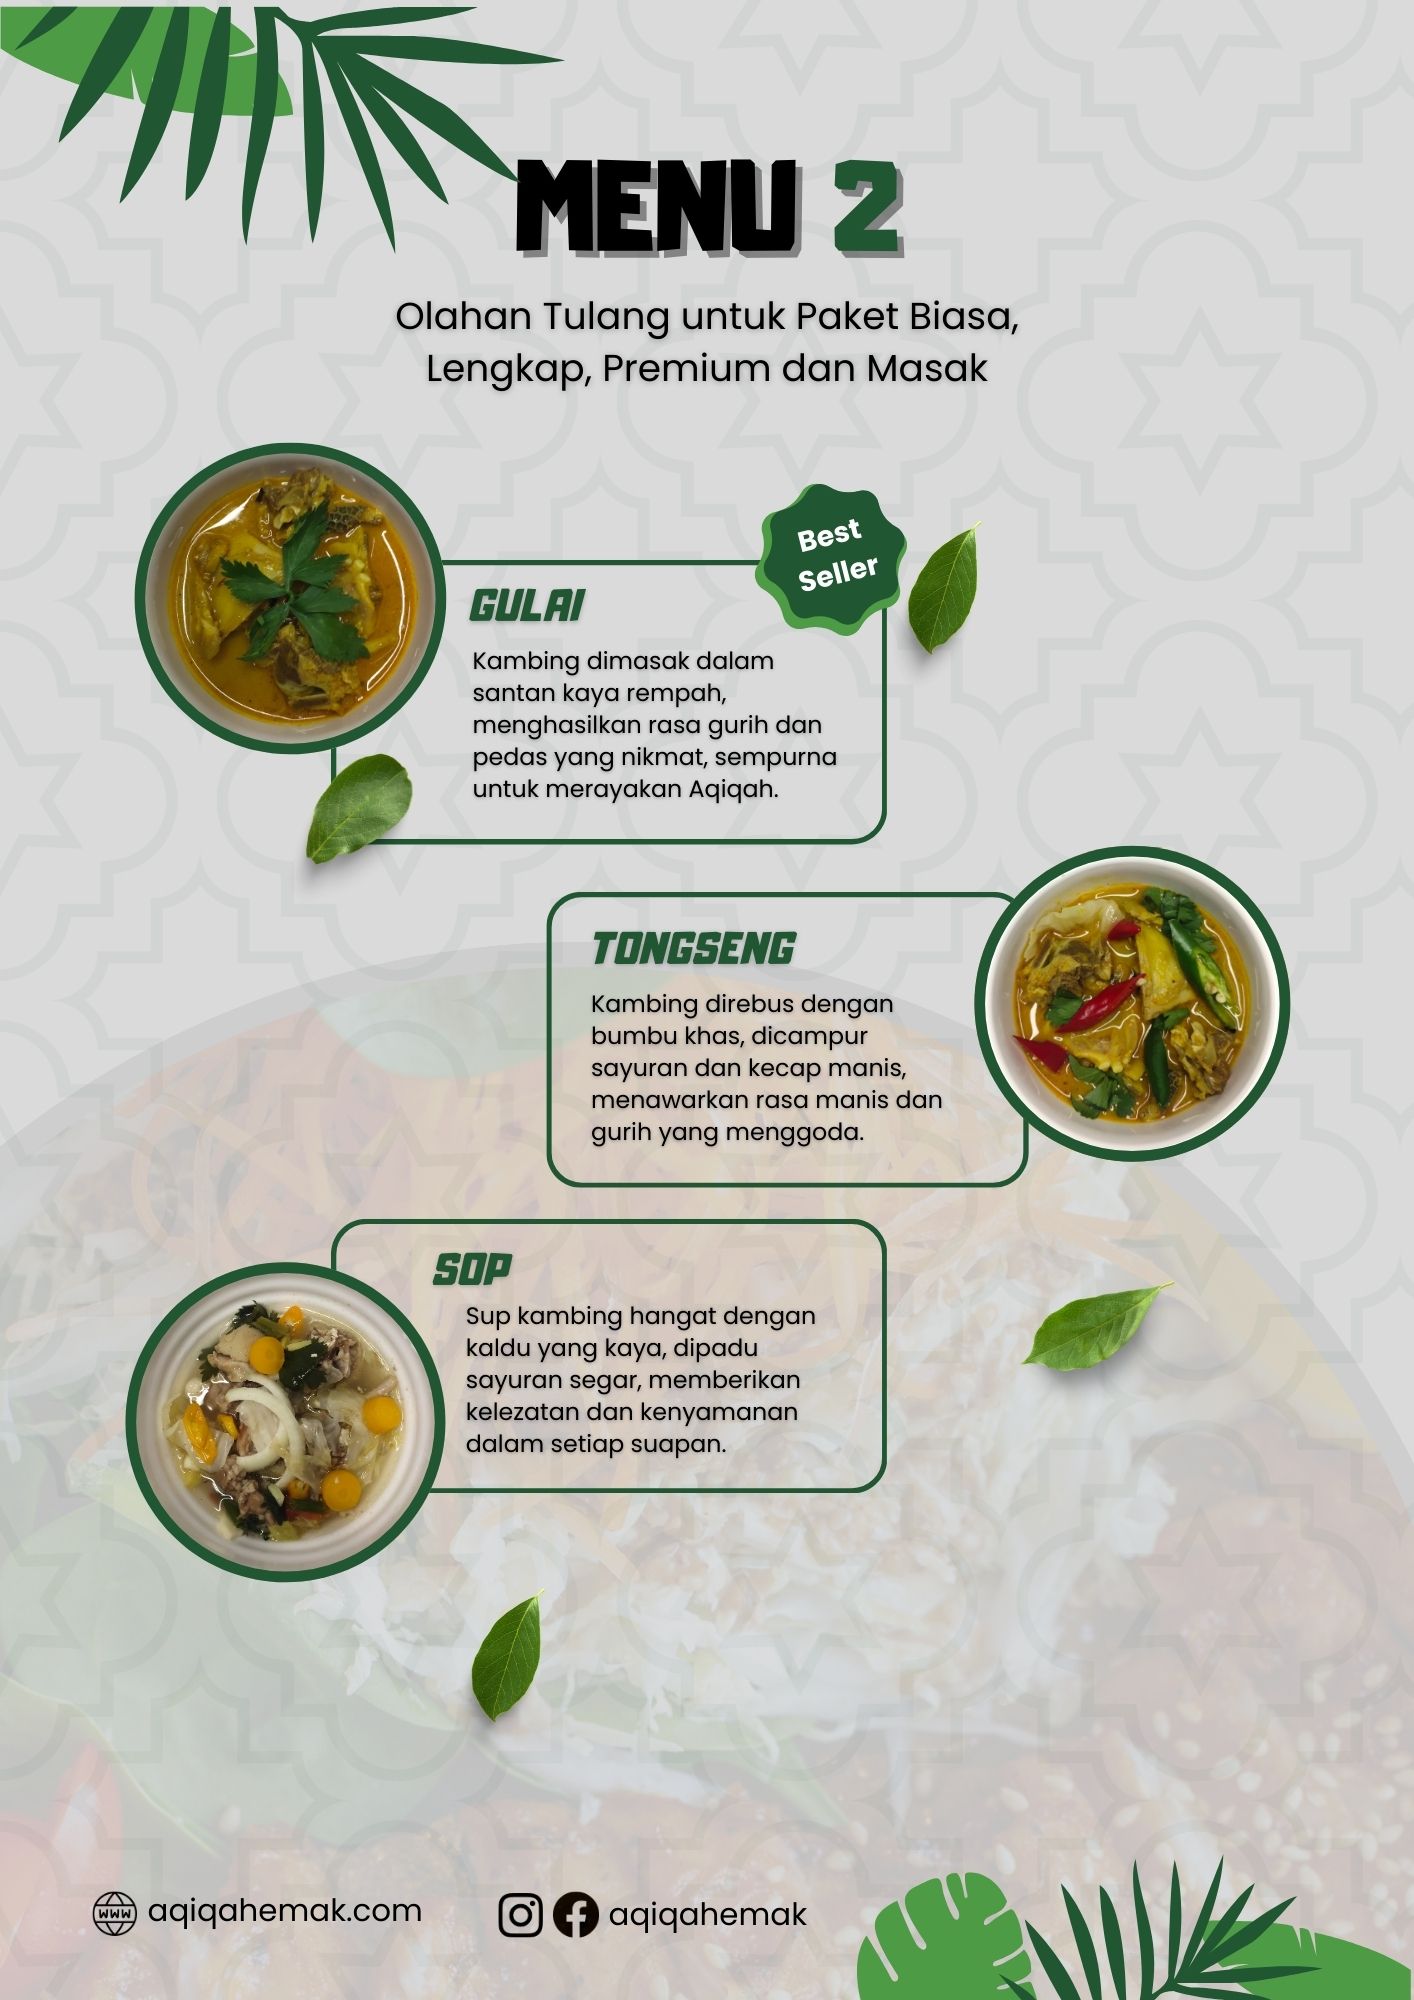 MENU 2
Olahan Tulang untuk Paket Biasa,
Lengkap, Premium dan Masak
Best
Seller
GULAI
Kambing dimasak dalam
santan kaya rempah,
menghasilkan rasa gurih dan
pedas yang nikmat, sempurna
untuk merayakan Aqiqah.
TONGSENG
Kambing direbus dengan
bumbu khas, dicampur
sayuran dan kecap manis,
menawarkan rasa manis dan
gurih yang menggoda.
SOP
Sup kambing hangat dengan
kaldu yang kaya, dipadu
sayuran segar, memberikan
kelezatan dan kenyamanan
dalam setiap suapan.
www aqiqahemak.com
aqiqahemak